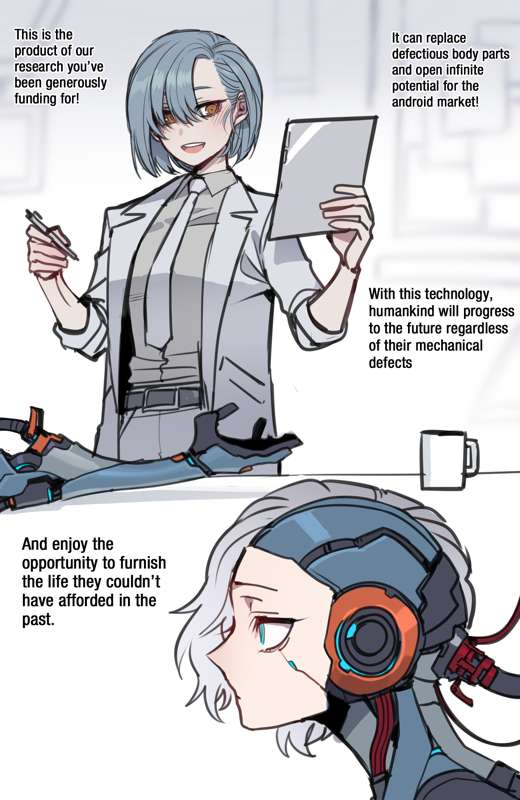 This is the
product of our
research you've
been generously
funding for!
It can replace
defectious body parts
and open infinite
potential for the
android market!
With this technology,
humankind will progress
to the future regardless
of their mechanical
defects
And enjoy the
opportunity to furnish
the life they couldn't
have afforded in the
past.